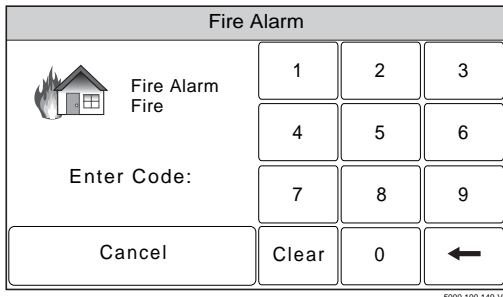 Fire Alarm
Fire Alarm
Fire
Enter Code:
1 2 3
4 5 6
7 8 9
Cancel
Clear 0